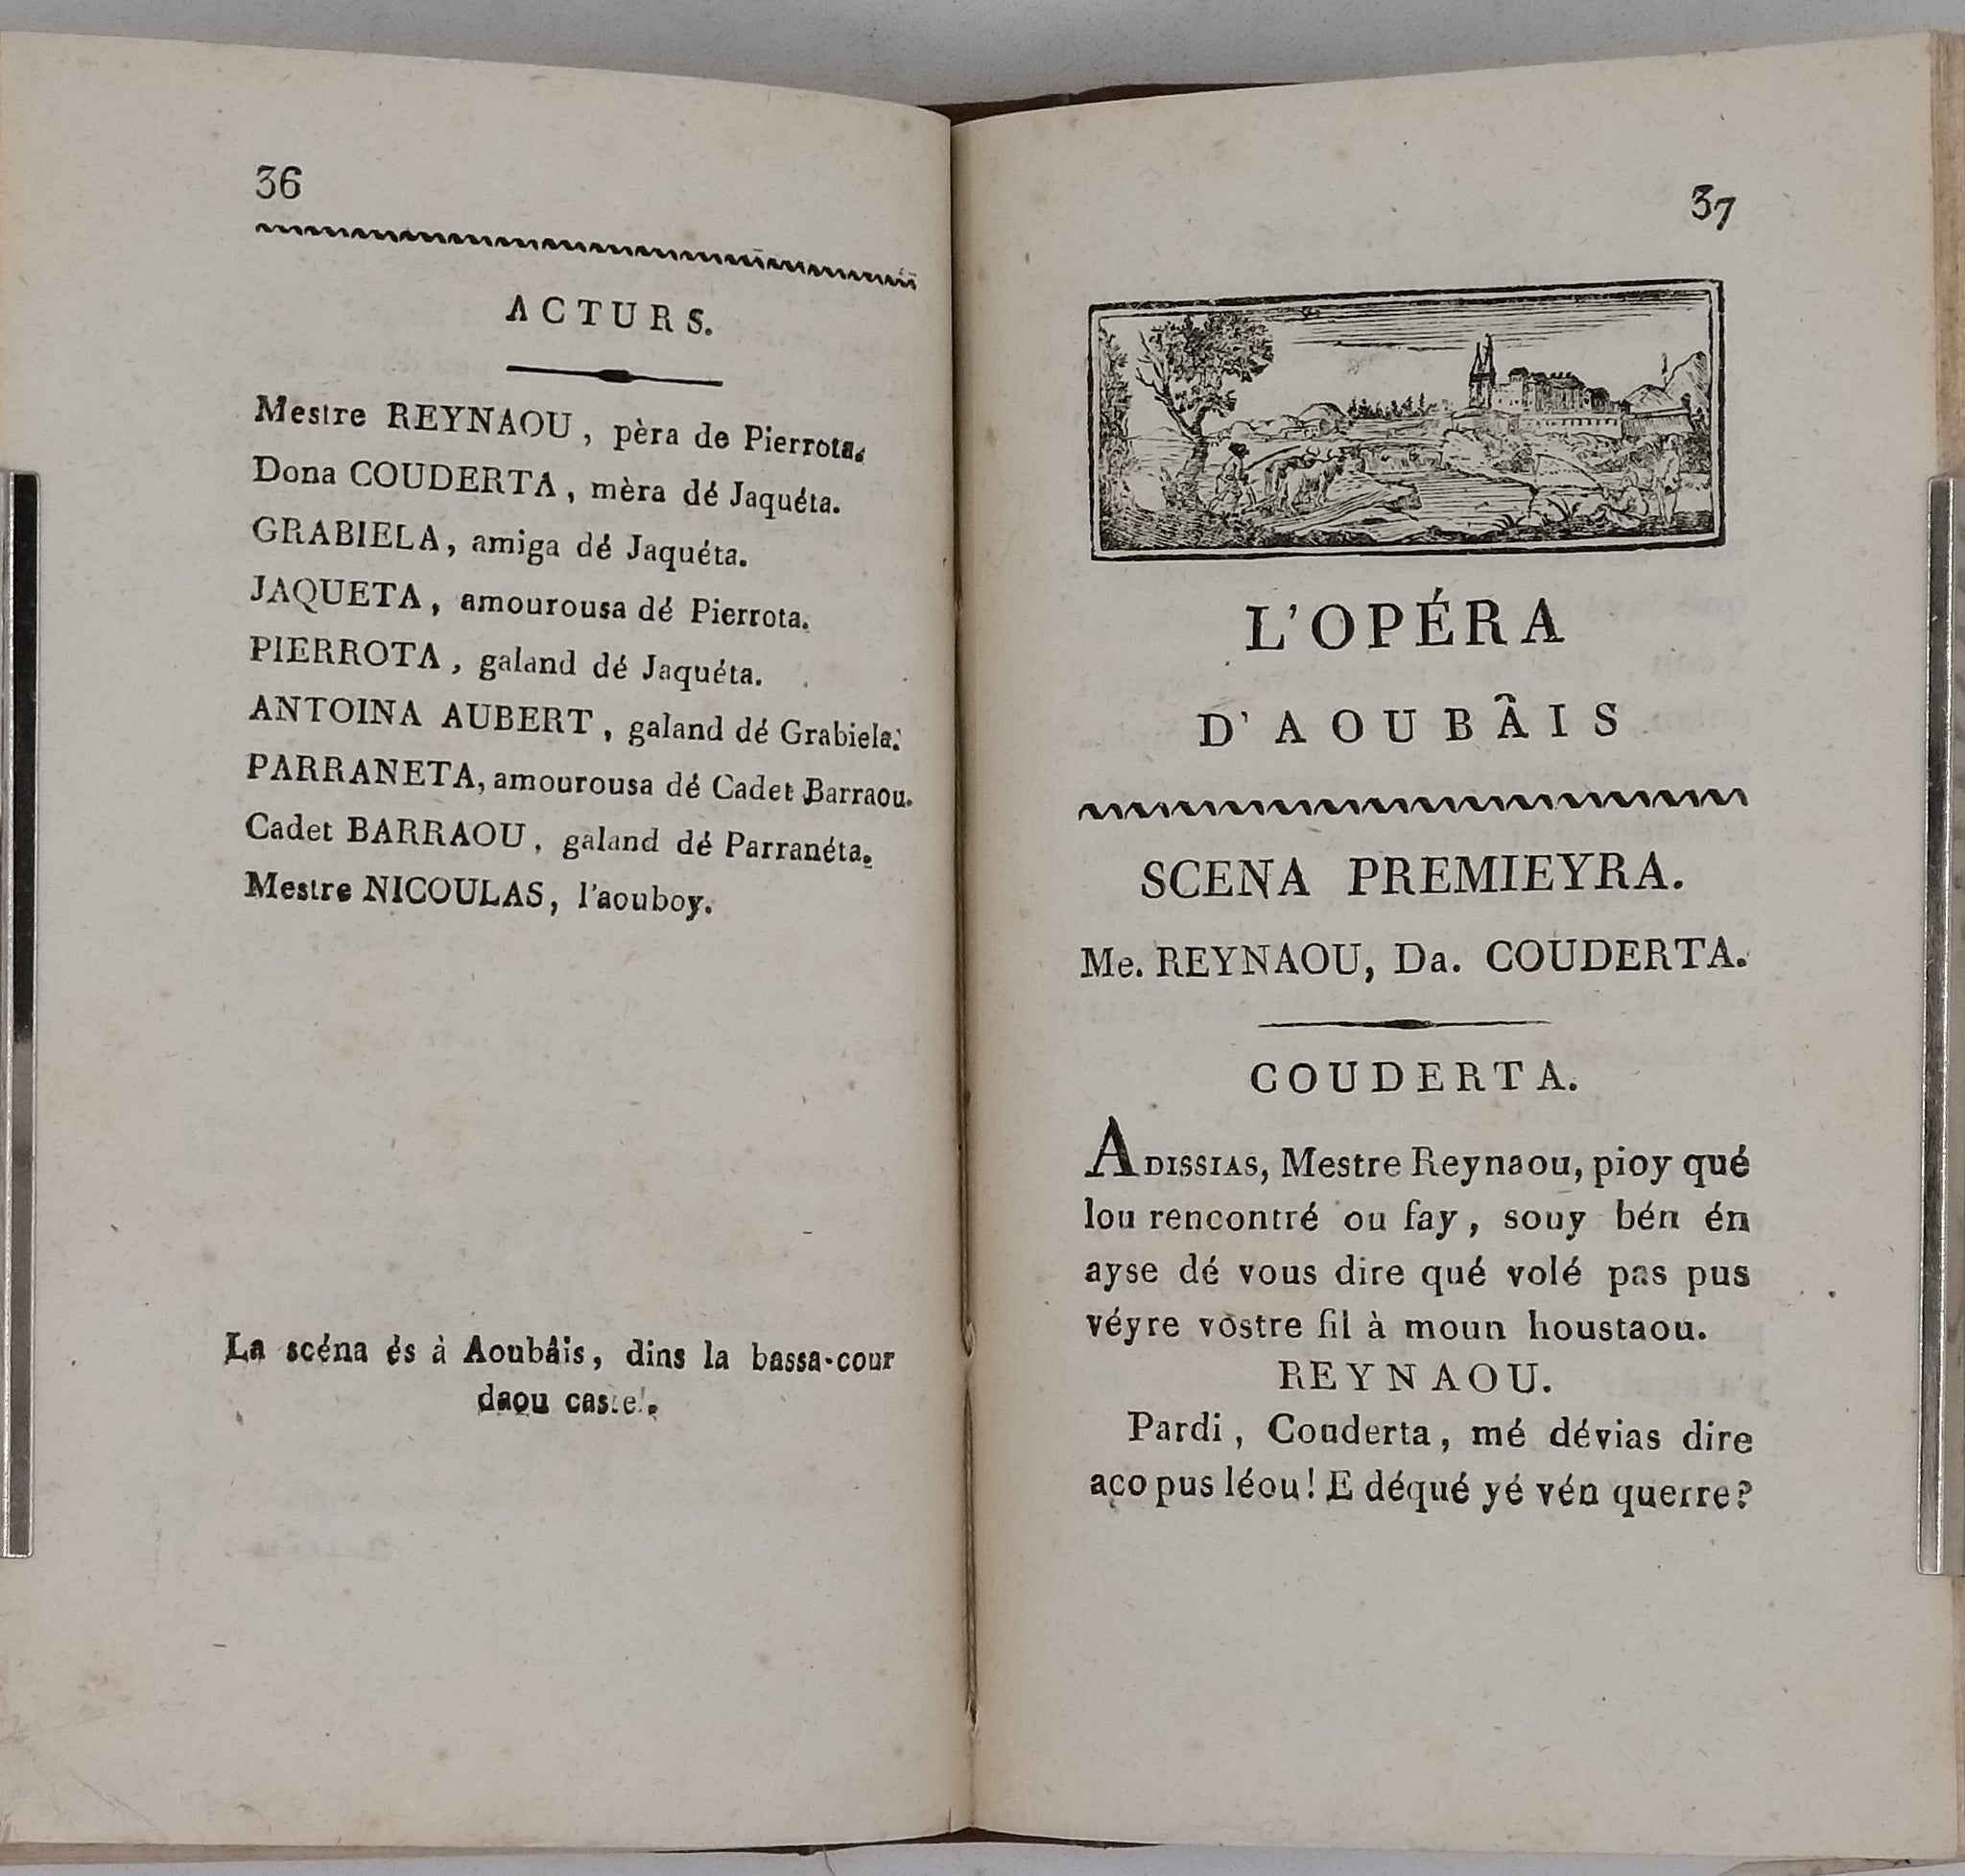 36
ACTURS.
Mestre REYNAOU, pèra de Pierrota.
Dona COUDERTA, mèra dé Jaquéta.
GRABIELA, amiga dé Jaquéta.
JAQUETA, amourousa dé Pierrota.
PIERROTA, galand dé Jaquéta.
ANTOINA AUBERT, galand dé Grabiela.
PARRANETA, amourousa dé Cadet Barraou.
Cadet BARRAOU, galand dé Parranéta.
Mestre NICOULAS, l'aouboy.
La scéna és à Aoubâis, dins la bassa-cour
daou castel.
37
L'OPÉRA
D'AOUBÂIS
SCENA PREMIEYRA.
Me. REYNAOU, Da. COUDERTA.
COUDERTA.
ADISSIAS, Mestre Reynaou, pioy qué
lou rencontré ou fay, souy bén én
ayse dé vous dire qué volé pas pus
véyre vòstre fil à moun houstaou.
REYNAOU.
Pardi, Couderta, mé dévias dire
aço pus léou! E déqué yé vén querre?